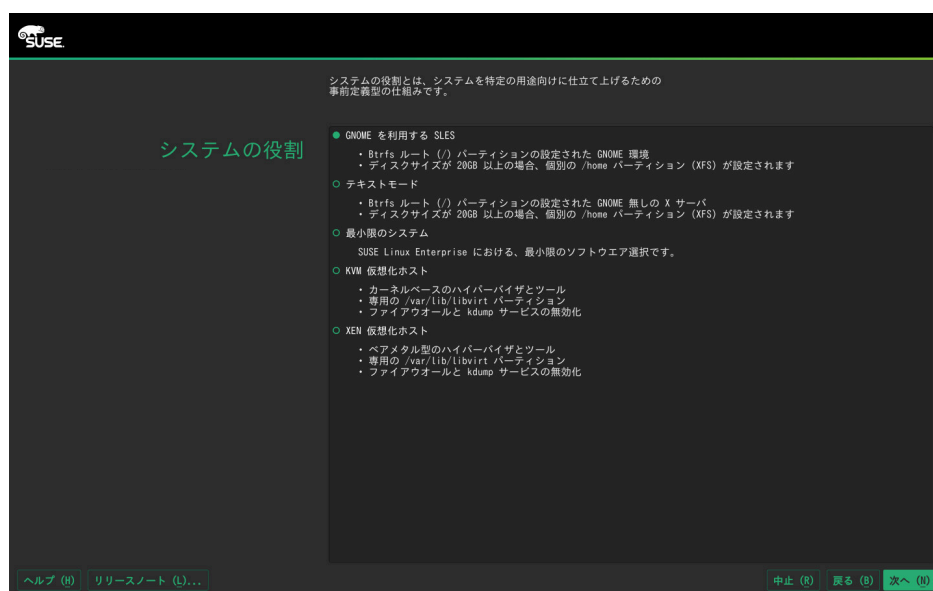 SUSE.
システムの役割とは、システムを特定の用途向けに仕立て上げるための
事前定義型の仕組みです。
システムの役割
GNOME を利用する SLES
・ Btrfs ルート (/) パーティションの設定された GNOME 環境
・ ディスクサイズが 20GB 以上の場合、個別の /home パーティション (XFS) が設定されます
テキストモード
・ Btrfs ルート (/) パーティションの設定された GNOME 無しの X サーバ
・ ディスクサイズが 20GB 以上の場合、個別の /home パーティション (XFS) が設定されます
最小限のシステム
SUSE Linux Enterprise における、最小限のソフトウエア選択です。
KVM 仮想化ホスト
・ カーネルベースのハイパーバイザとツール
・ 専用の /var/lib/libvirt パーティション
・ ファイアウオールと kdump サービスの無効化
XEN 仮想化ホスト
・ ベアメタル型のハイパーバイザとツール
・ 専用の /var/lib/libvirt パーティション
・ ファイアウオールと kdump サービスの無効化
ヘルプ (H) リリースノート (L)... 中止 (R) 戻る (B) 次へ (N)